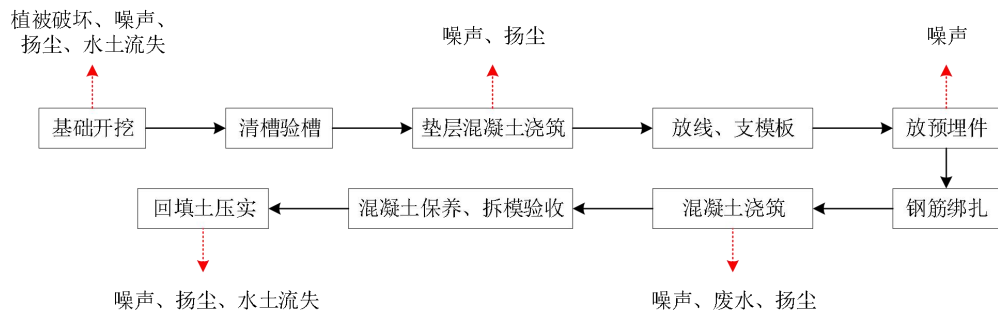 植被破坏、噪声、
扬尘、水土流失
噪声、扬尘
噪声
基础开挖
清槽验槽
垫层混凝土浇筑
放线、支模板
放预埋件
回填土压实
混凝土保养、拆模验收
混凝土浇筑
钢筋绑扎
噪声、扬尘、水土流失
噪声、废水、扬尘